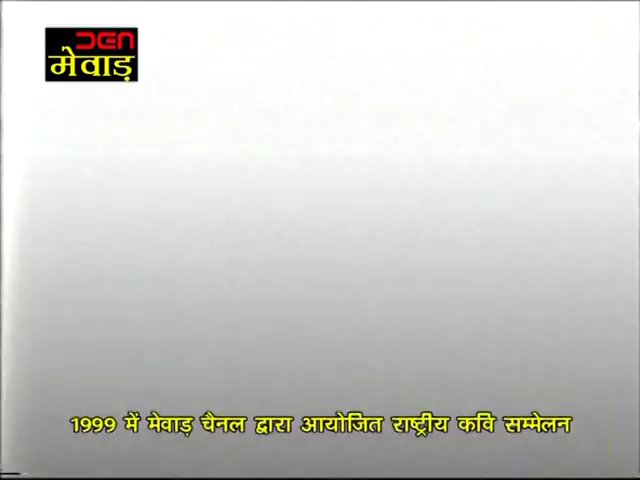 DEN
मेवाड़
1999 में मेवाड़ चैनल द्वारा आयोजित राष्ट्रीय कवि सम्मेलन